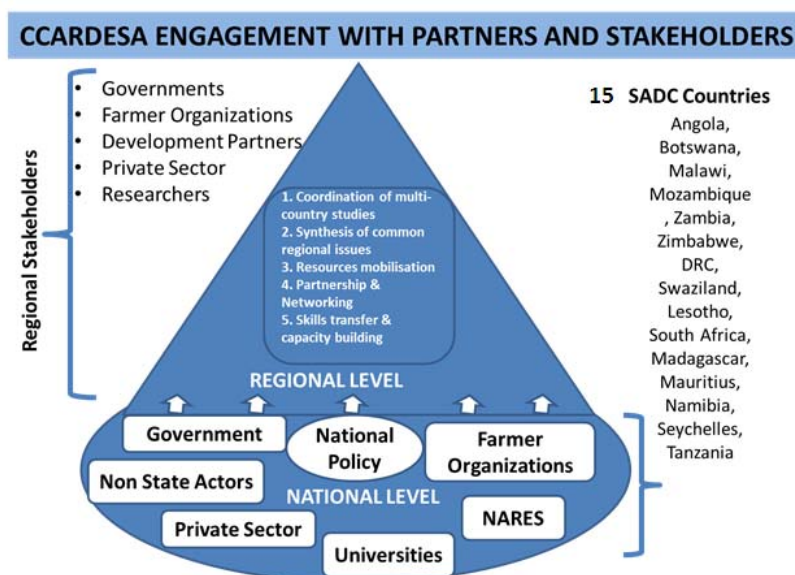 CCARDESA ENGAGEMENT WITH PARTNERS AND STAKEHOLDERS
Regional Stakeholders
• Governments
• Farmer Organizations
• Development Partners
• Private Sector
• Researchers
1. Coordination of multi-
country studies
2. Synthesis of common
regional issues
3. Resources mobilisation
4. Partnership &
Networking
5. Skills transfer &
capacity building
REGIONAL LEVEL
Government
National
Policy
Farmer
Organizations
Non State Actors
NATIONAL LEVEL
NARES
Private Sector
Universities
15 SADC Countries
Angola,
Botswana,
Malawi,
Mozambique
, Zambia,
Zimbabwe,
DRC,
Swaziland,
Lesotho,
South Africa,
Madagascar,
Mauritius,
Namibia,
Seychelles,
Tanzania